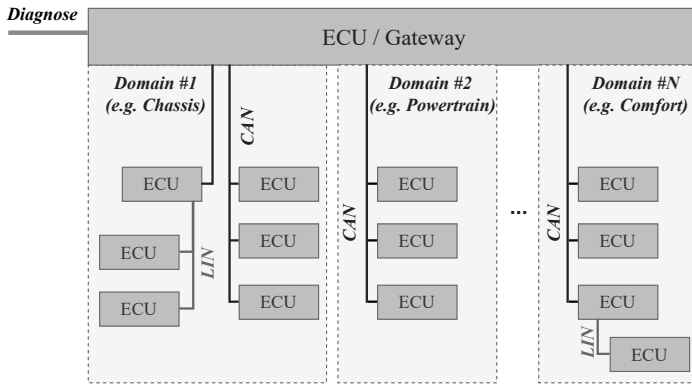 Diagnose
ECU / Gateway
Domain #1
(e.g. Chassis)
CAN
ECU
ECU
ECU
LIN
ECU
ECU
ECU
Domain #2
(e.g. Powertrain)
CAN
ECU
ECU
ECU
...
Domain #N
(e.g. Comfort)
CAN
ECU
ECU
ECU
LIN
ECU